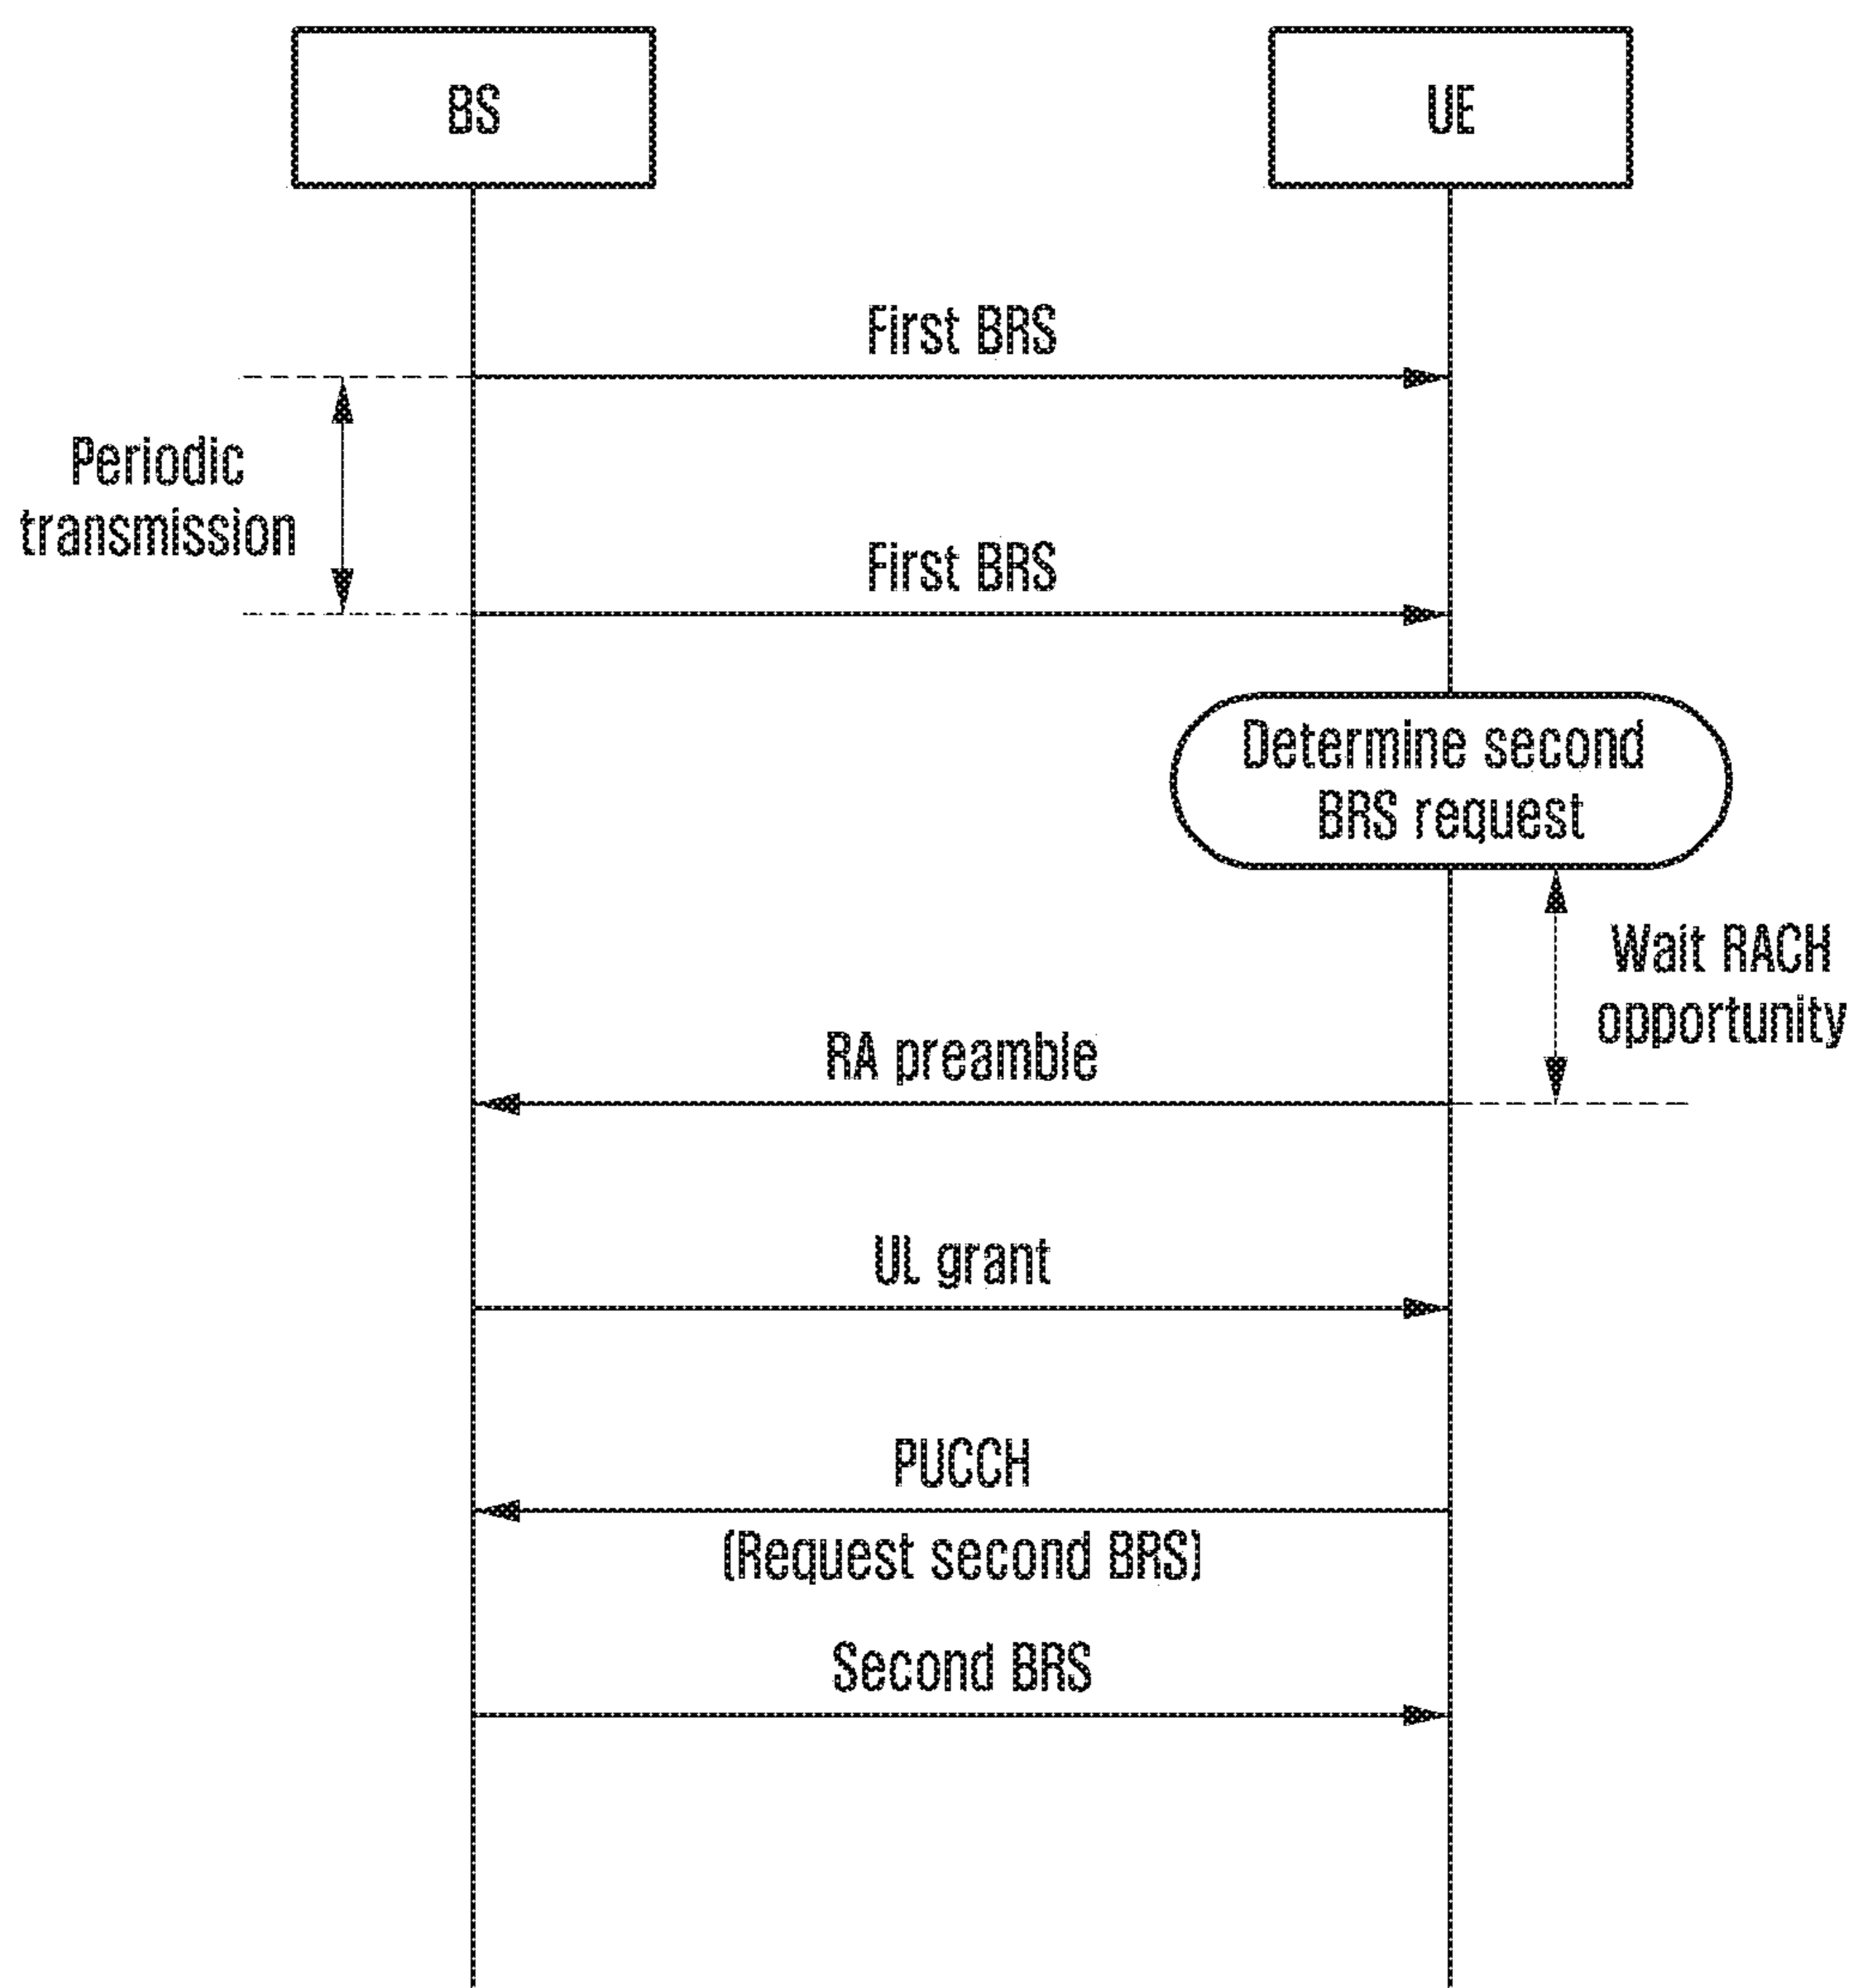 BS
UE
First BRS
Periodic
transmission
First BRS
Determine second
BRS request
Wait RACH
opportunity
RA preamble
UL grant
PUCCH
(Request second BRS)
Second BRS